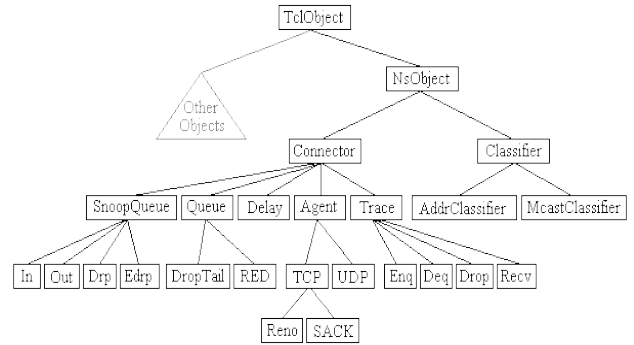 TclObject
NsObject
Other
Objects
Connector
Classifier
SnoopQueue
Queue
Delay
Agent
Trace
AddrClassifier
McastClassifier
In
Out
Drp
Edrp
DropTail
RED
TCP
UDP
Enq
Deq
Drop
Recv
Reno
SACK